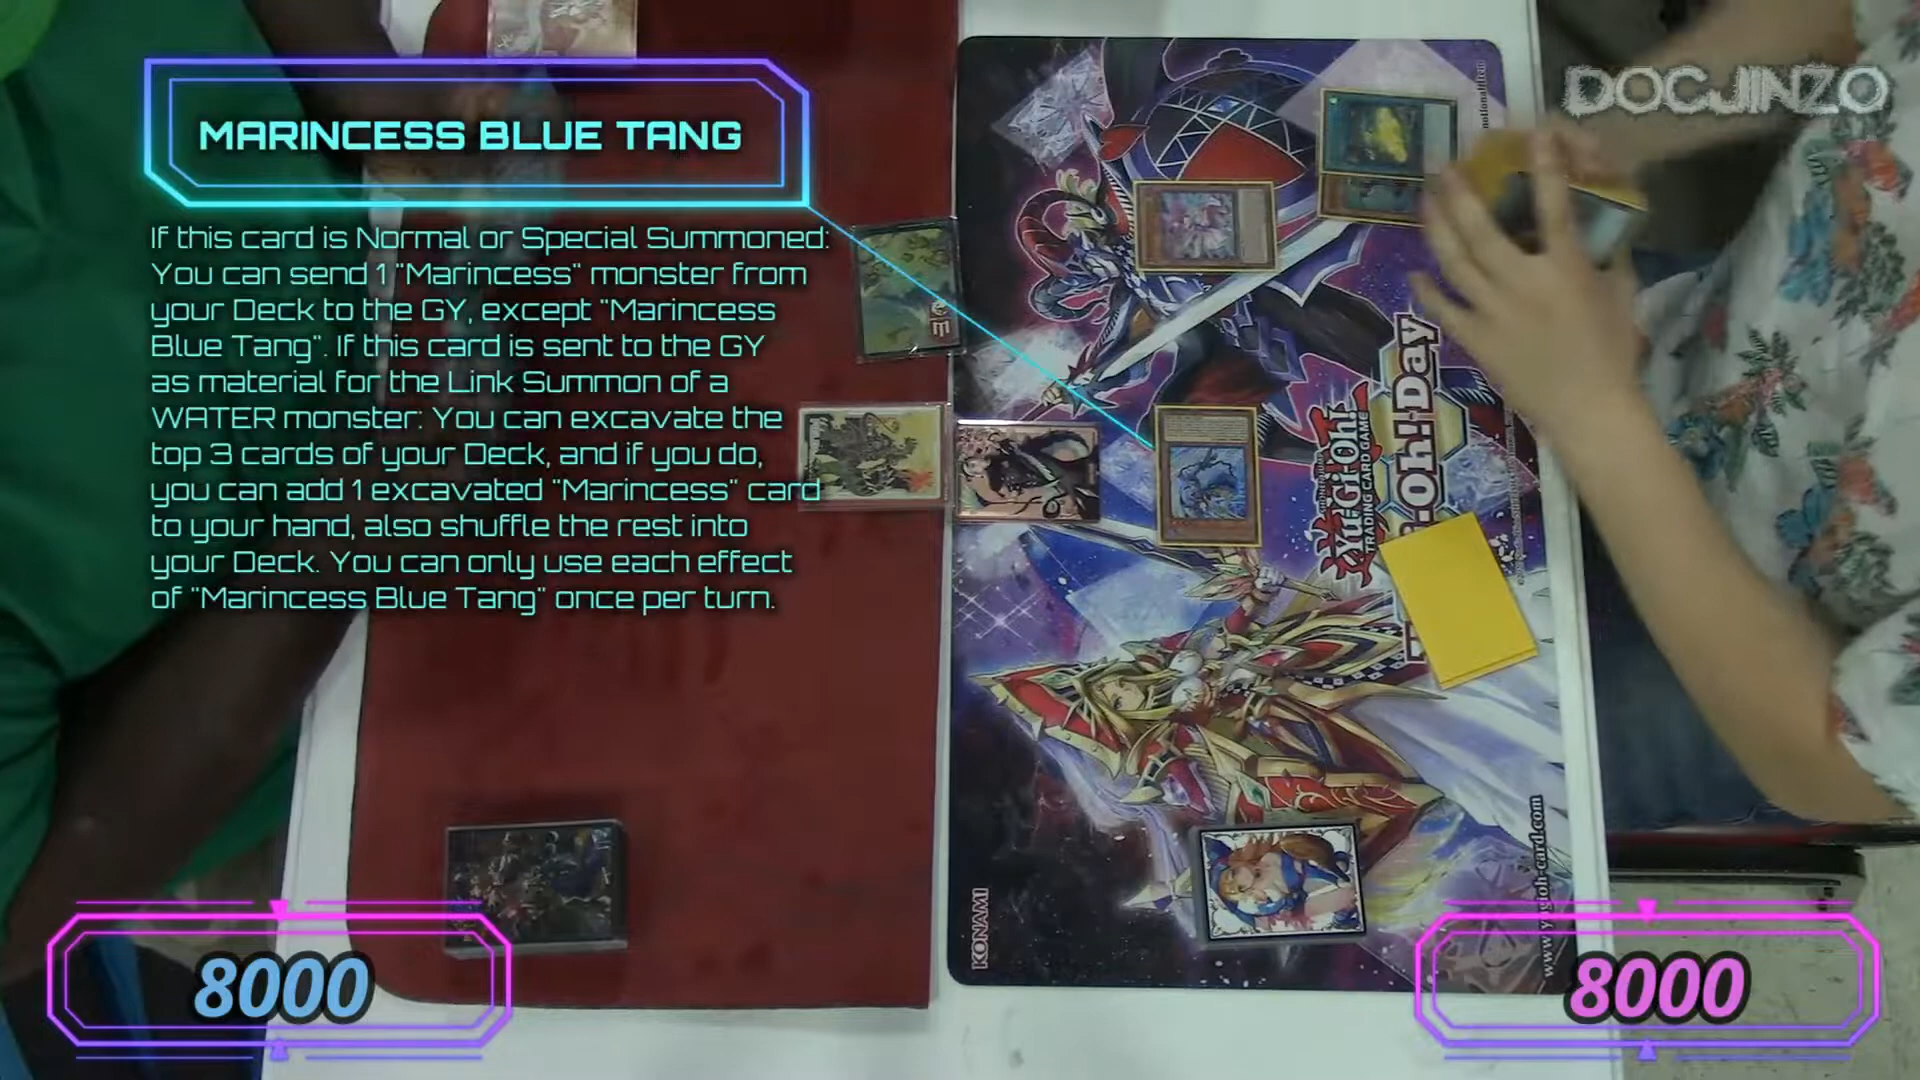 DOCJINZO
MARINCESS BLUE TANG
If this card is Normal or Special Summoned:
You can send 1 "Marincess" monster from
your Deck to the GY, except "Marincess
Blue Tang". If this card is sent to the GY
as material for the Link Summon of a
WATER monster: You can excavate the
top 3 cards of your Deck, and if you do,
you can add 1 excavated "Marincess" card
to your hand, also shuffle the rest into
your Deck. You can only use each effect
of "Marincess Blue Tang" once per turn.
Yu-Gi-Oh!
TRADING CARD GAME
Oh! Day
KONAMI
8000
8000